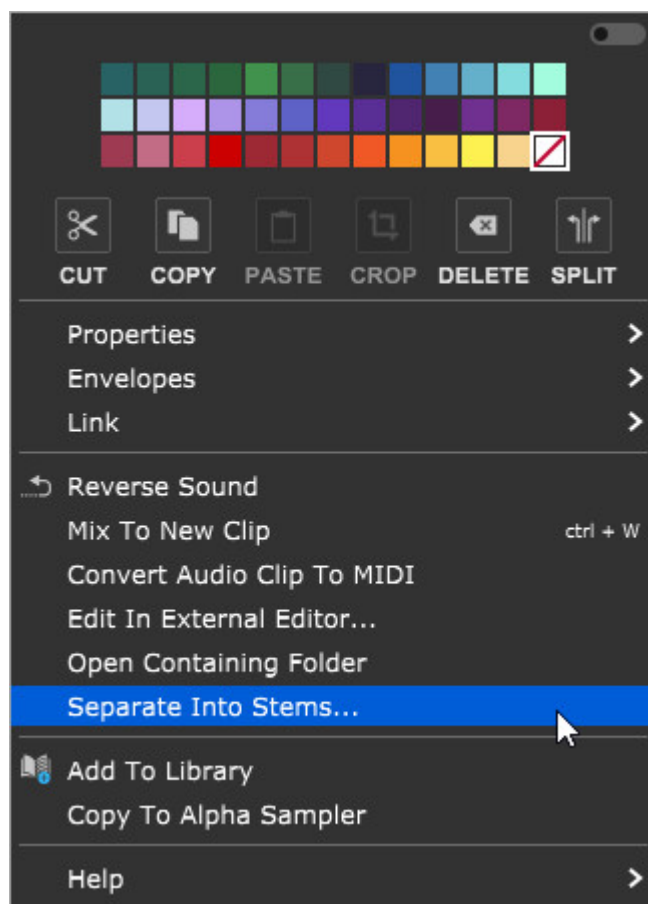 CUT COPY PASTE CROP DELETE SPLIT
Properties
Envelopes
Link
Reverse Sound
Mix To New Clip ctrl + W
Convert Audio Clip To MIDI
Edit In External Editor...
Open Containing Folder
Separate Into Stems...
Add To Library
Copy To Alpha Sampler
Help